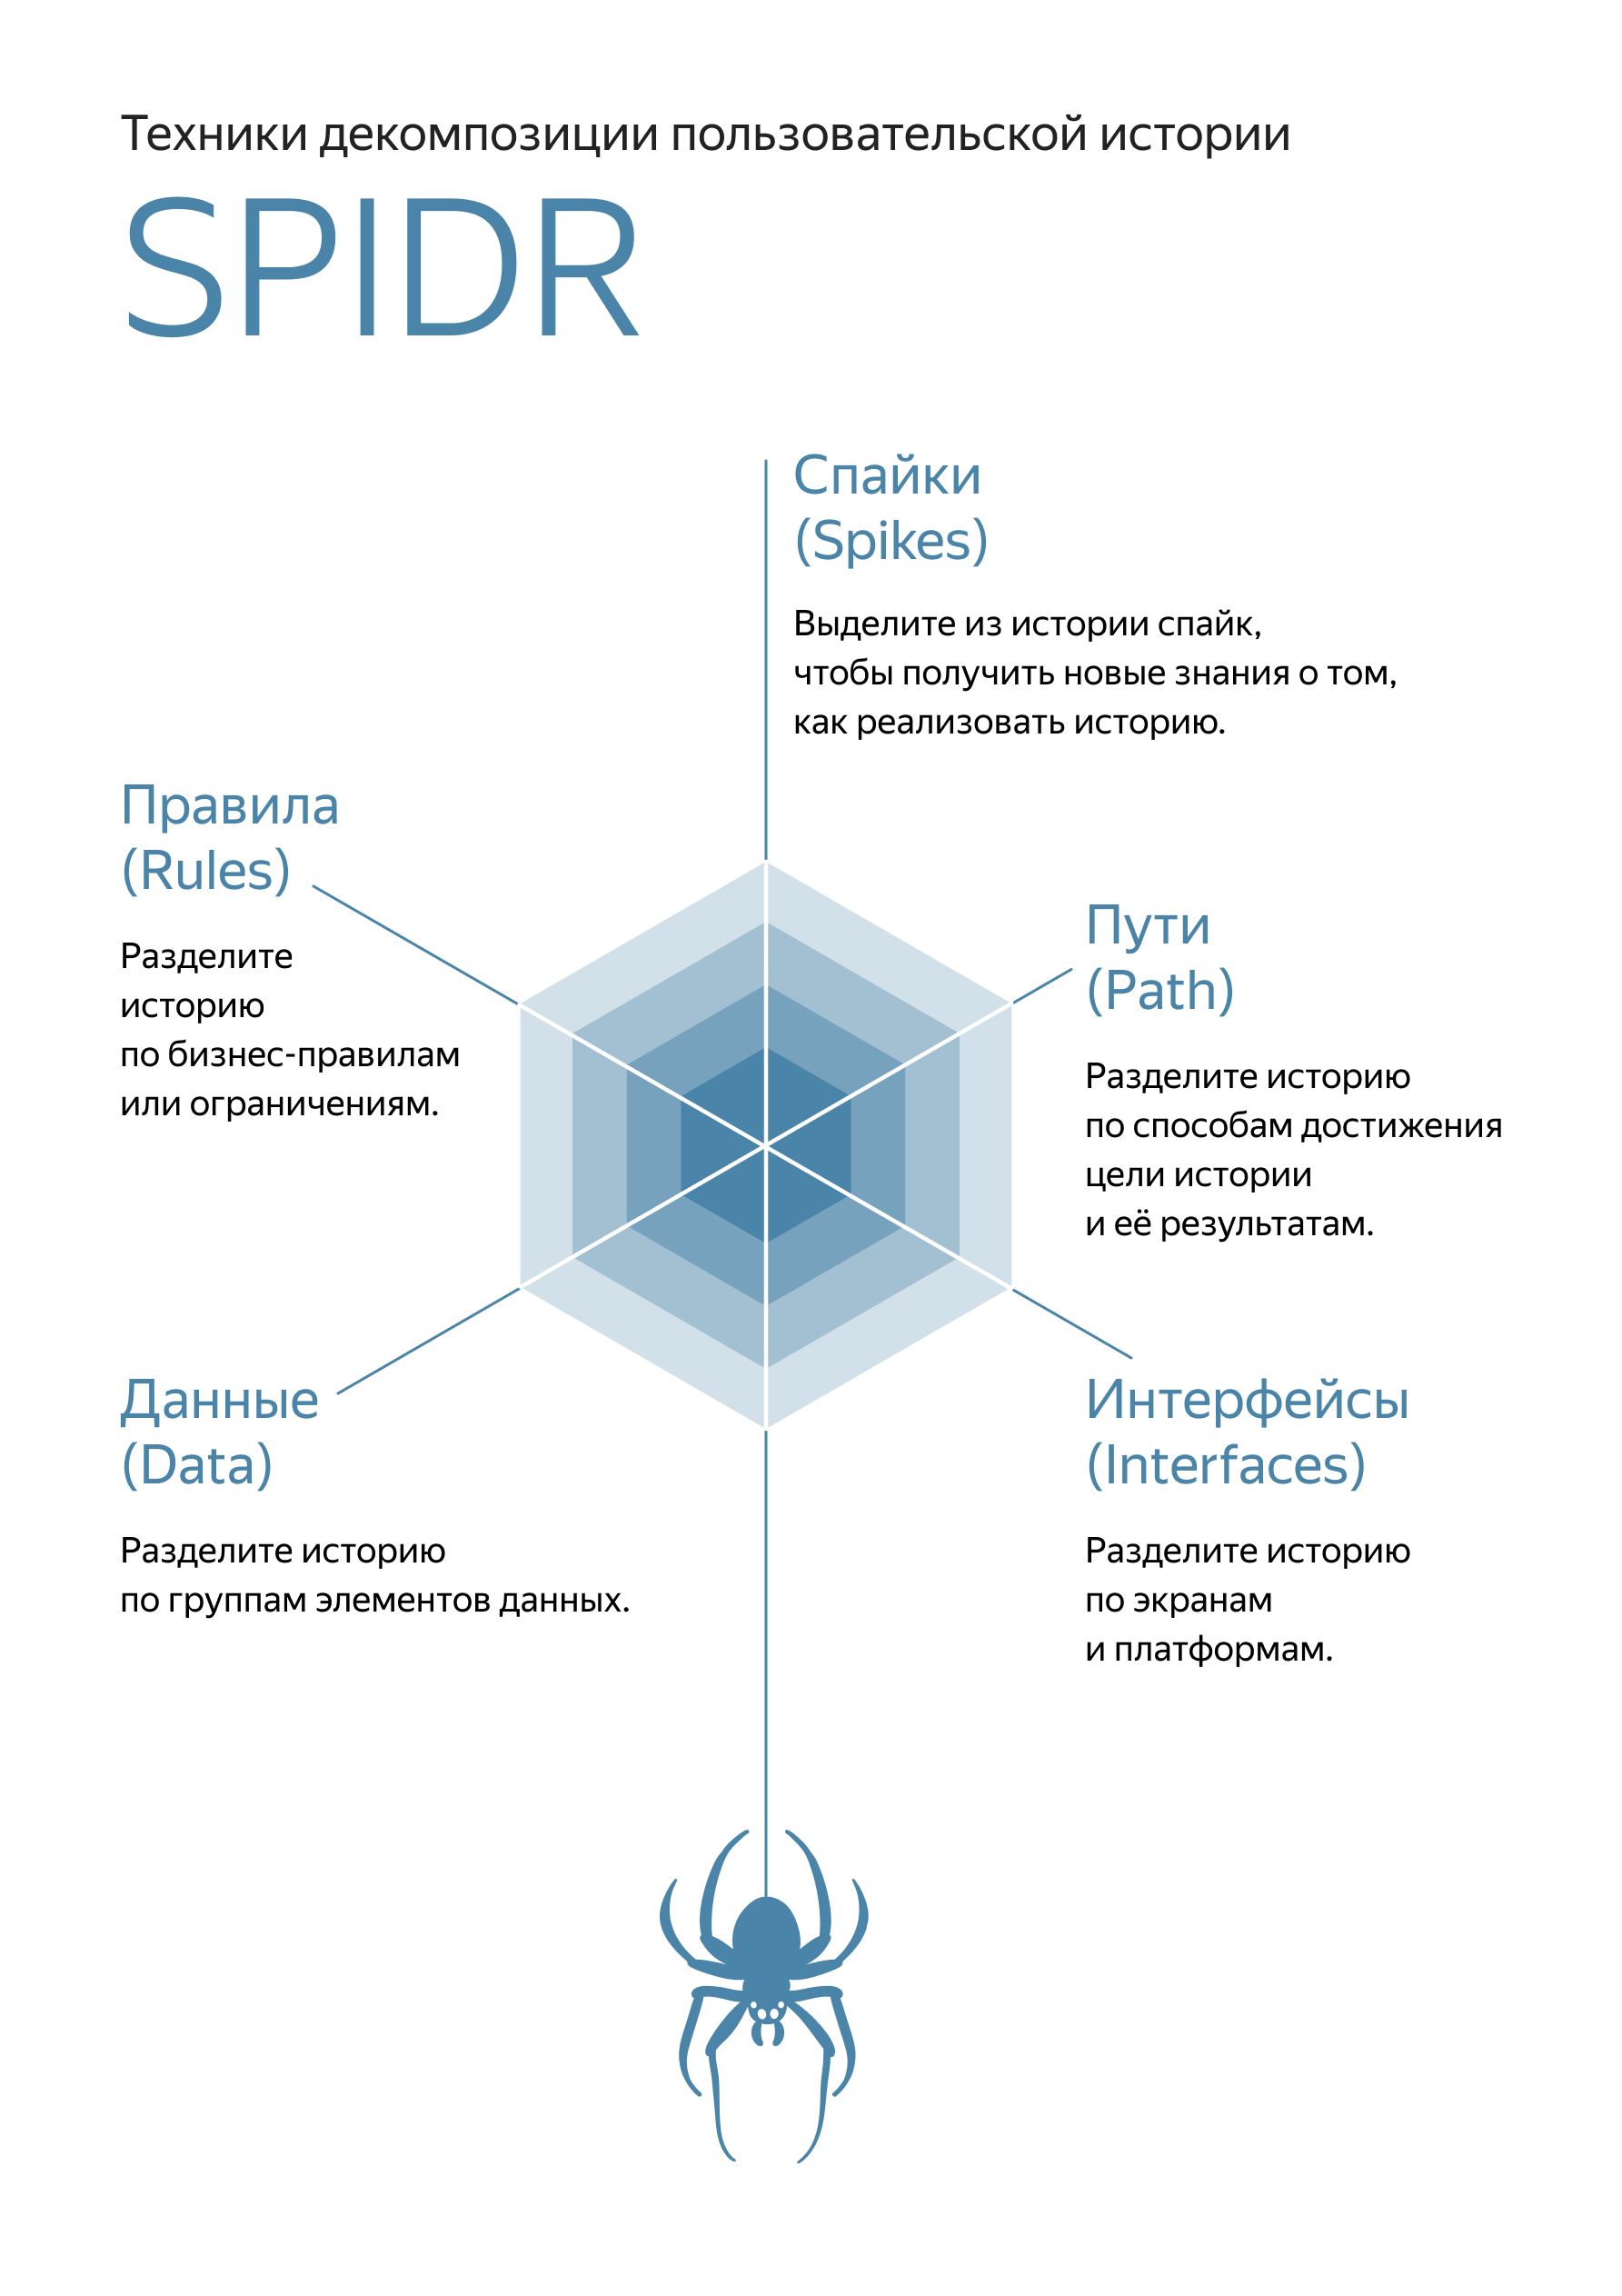 Техники декомпозиции пользовательской истории
SPIDR
Спайки
(Spikes)
Выделите из истории спайк,
чтобы получить новые знания о том,
как реализовать историю.
Правила
(Rules)
Разделите
историю
по бизнес-правилам
или ограничениям.
Пути
(Path)
Разделите историю
по способам достижения
цели истории
и её результатам.
Данные
(Data)
Разделите историю
по группам элементов данных.
Интерфейсы
(Interfaces)
Разделите историю
по экранам
и платформам.